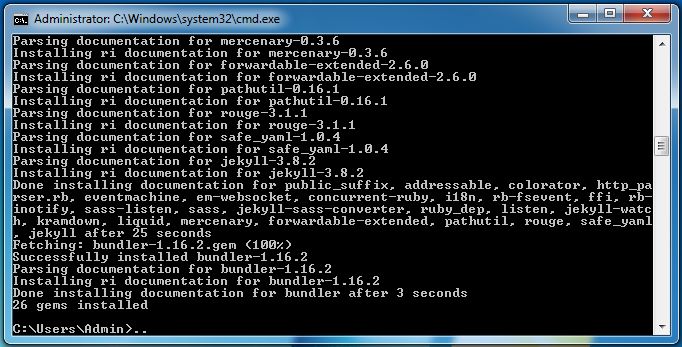 Administrator: C:\Windows\system32\cmd.exe
Parsing documentation for mercenary-0.3.6
Installing ri documentation for mercenary-0.3.6
Parsing documentation for forwardable-extended-2.6.0
Installing ri documentation for forwardable-extended-2.6.0
Parsing documentation for pathutil-0.16.1
Installing ri documentation for pathutil-0.16.1
Parsing documentation for rouge-3.1.1
Installing ri documentation for rouge-3.1.1
Parsing documentation for safe_yaml-1.0.4
Installing ri documentation for safe_yaml-1.0.4
Parsing documentation for jekyll-3.8.2
Installing ri documentation for jekyll-3.8.2
Done installing documentation for public_suffix, addressable, colorator, http_pa
rser.rb, eventmachine, em-websocket, concurrent-ruby, i18n, rb-fsevent, ffi, rb-
inotify, sass-listen, sass, jekyll-sass-converter, ruby_dep, listen, jekyll-watc
h, kramdown, liquid, mercenary, forwardable-extended, pathutil, rouge, safe_yaml
, jekyll after 25 seconds
Fetching: bundler-1.16.2.gem (100%)
Successfully installed bundler-1.16.2
Parsing documentation for bundler-1.16.2
Installing ri documentation for bundler-1.16.2
Done installing documentation for bundler after 3 seconds
26 gems installed
C:\Users\Admin>..